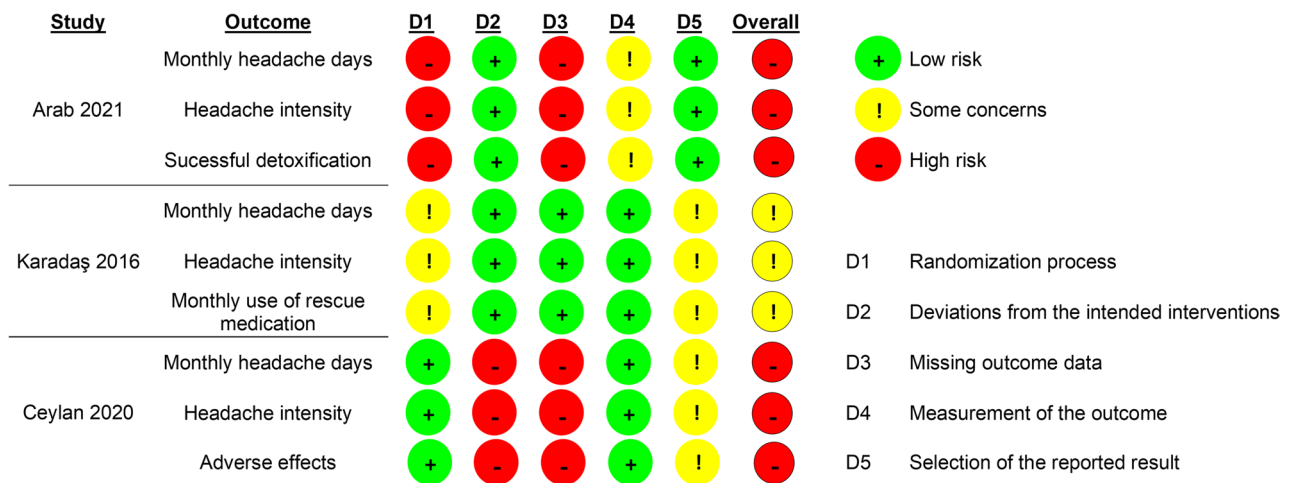 Study Outcome D1 D2 D3 D4 D5 Overall
Monthly headache days - + - ! + -
Arab 2021 Headache intensity - + - ! + -
Sucessful detoxification - + - ! + -
Monthly headache days ! + + + ! !
Karadaş 2016 Headache intensity ! + + + ! !
Monthly use of rescue
medication ! + + + ! !
Monthly headache days + - - + ! -
Ceylan 2020 Headache intensity + - - + ! -
Adverse effects + - - + ! -
+ Low risk
! Some concerns
- High risk
D1 Randomization process
D2 Deviations from the intended interventions
D3 Missing outcome data
D4 Measurement of the outcome
D5 Selection of the reported result